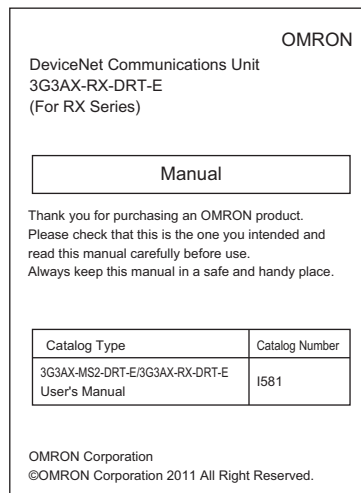 OMRON
DeviceNet Communications Unit
3G3AX-RX-DRT-E
(For RX Series)
Manual
Thank you for purchasing an OMRON product.
Please check that this is the one you intended and
read this manual carefully before use.
Always keep this manual in a safe and handy place.
Catalog Type Catalog Number
3G3AX-MS2-DRT-E/3G3AX-RX-DRT-E
User's Manual
I581
OMRON Corporation
©OMRON Corporation 2011 All Right Reserved.